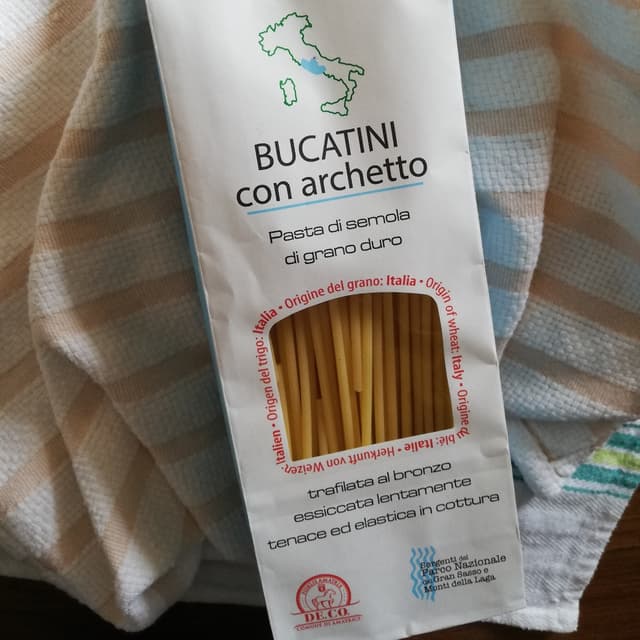 BUCATINI
con archetto
Pasta di semola
di grano duro
Origine del grano: Italia • Origin of wheat: Italy • Origine du blé: Italie • Herkunft von Weizen: Italien • Origen del trigo: Italia •
trafilata al bronzo
essiccata lentamente
tenace ed elastica in cottura
DE.CO.
COMUNE DI AMATRICE
Sorgenti del
Parco Nazionale
del Gran Sasso e
Monti della Laga